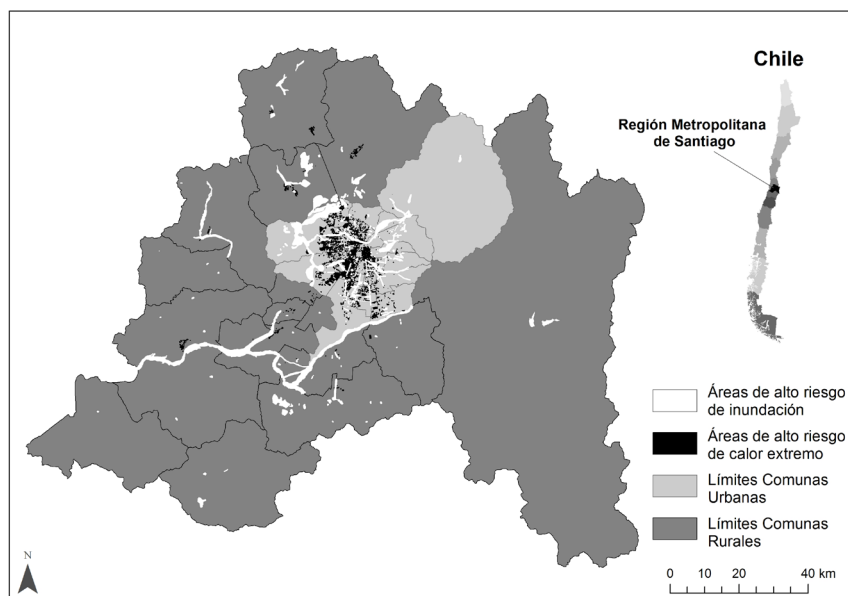 Chile
Región Metropolitana
de Santiago
Áreas de alto riesgo
de inundación
Áreas de alto riesgo
de calor extremo
Límites Comunas
Urbanas
Límites Comunas
Rurales
N
0 10 20 30 40 km